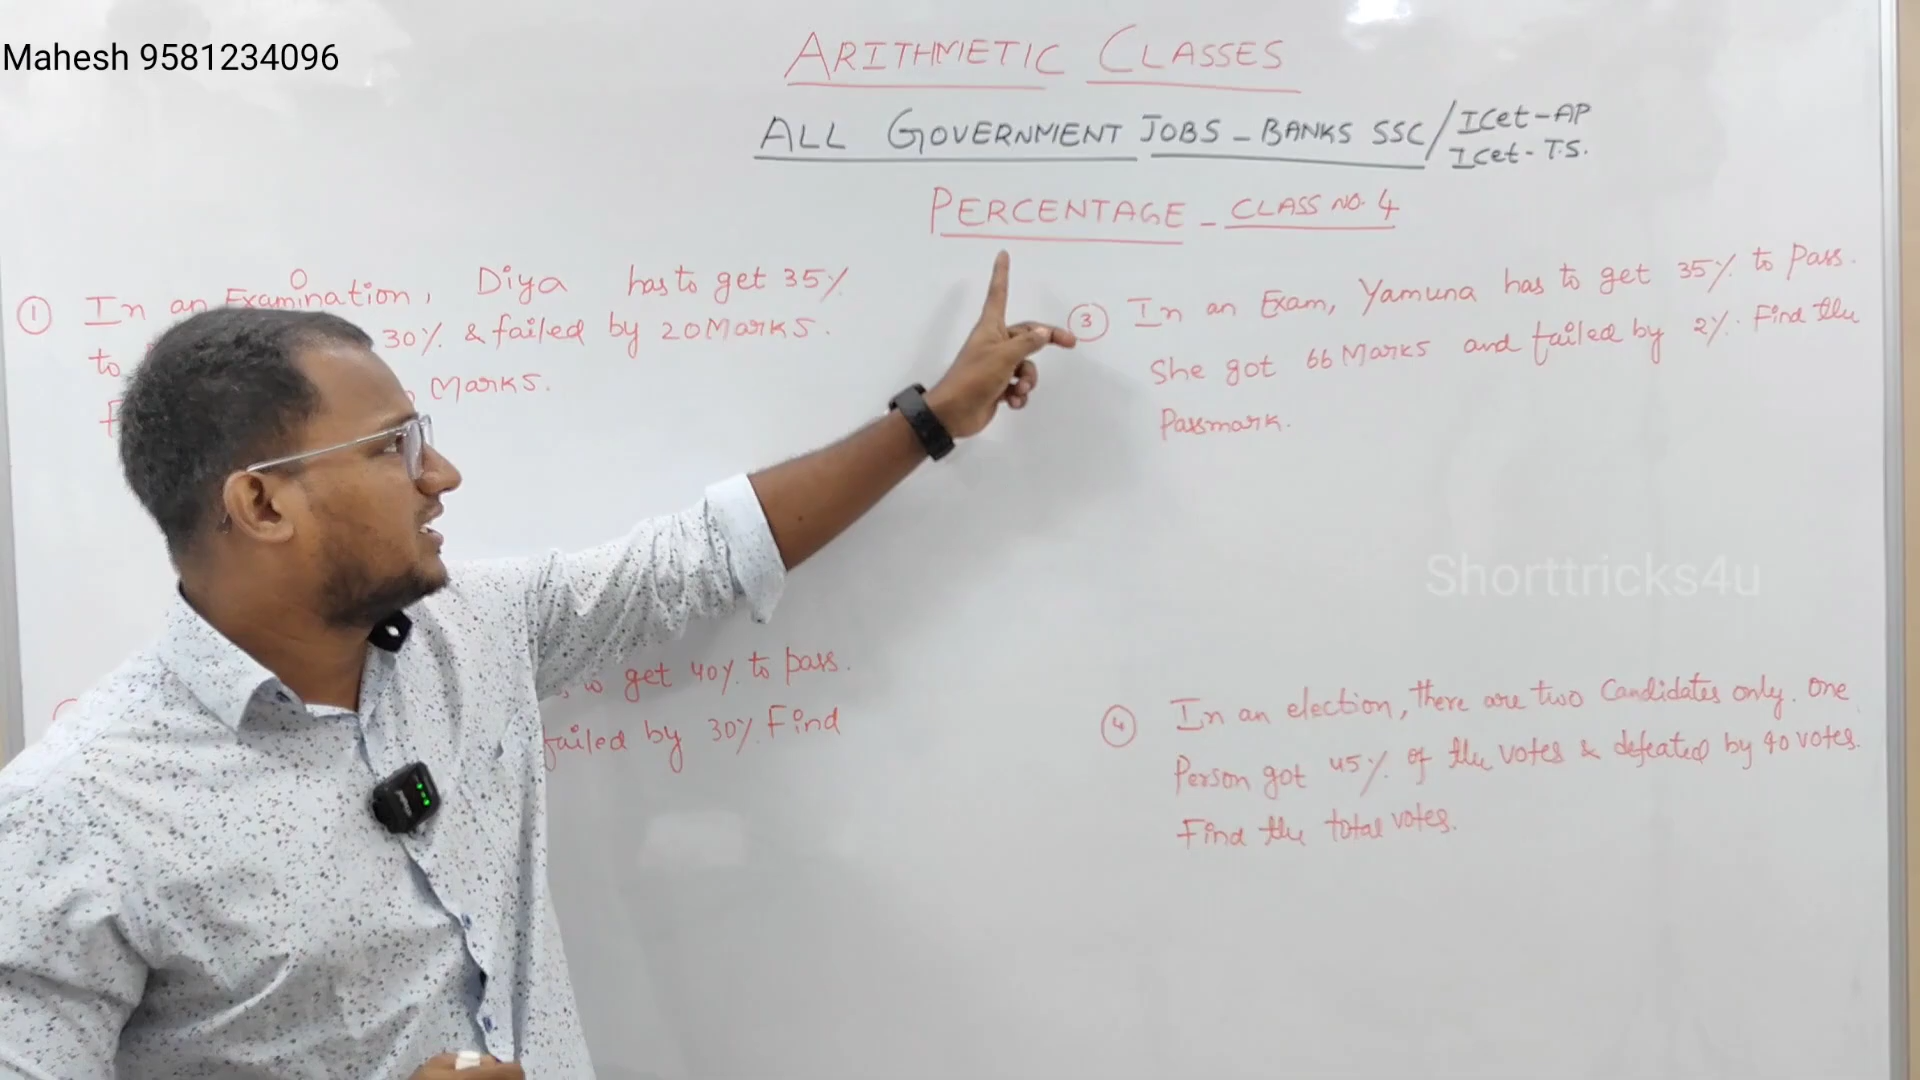 Mahesh 9581234096
ARITHMETIC CLASSES
ALL GOVERNMENT JOBS - BANKS SSC / ICet-AP
ICet-T.S.
PERCENTAGE - CLASS NO. 4
① In an Examination, Diya has to get 35%
to 30% & failed by 20 Marks.
Marks.
get 40% to pass.
failed by 30%. Find
③ In an Exam, Yamuna has to get 35% to pass.
She got 66 Marks and failed by 2%. Find the
Passmark.
Shorttricks4u
④ In an election, there are two Candidates only. One
Person got 45% of the votes & defeated by 90 votes.
Find the total votes.